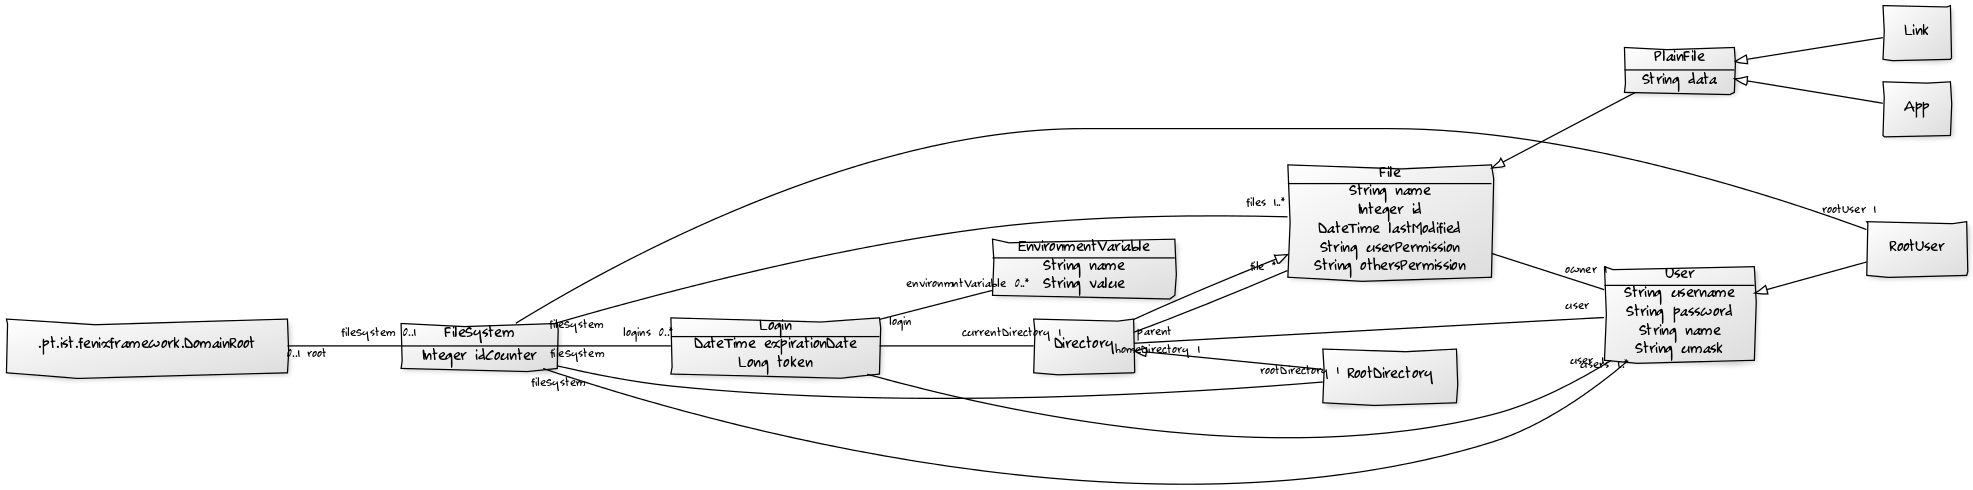 Link
PlainFile
String data
App
File
String name
Integer id
DateTime lastModified
String userPermission
String othersPermission
files 1..*
rootUser 1
RootUser
EnvironmentVariable
String name
String value
file *
owner 1
User
String username
String password
String name
String umask
environmntVariable 0..*
user
.pt.ist.fenixframework.DomainRoot
0..1 root
fileSystem 0..1
FileSystem
Integer idCounter
fileSystem
fileSystem
fileSystem
logins 0..*
Login
DateTime expirationDate
Long token
login
currentDirectory 1
Directory
parent
homeDirectory 1
rootDirectory 1
RootDirectory
user 1
users 1..*